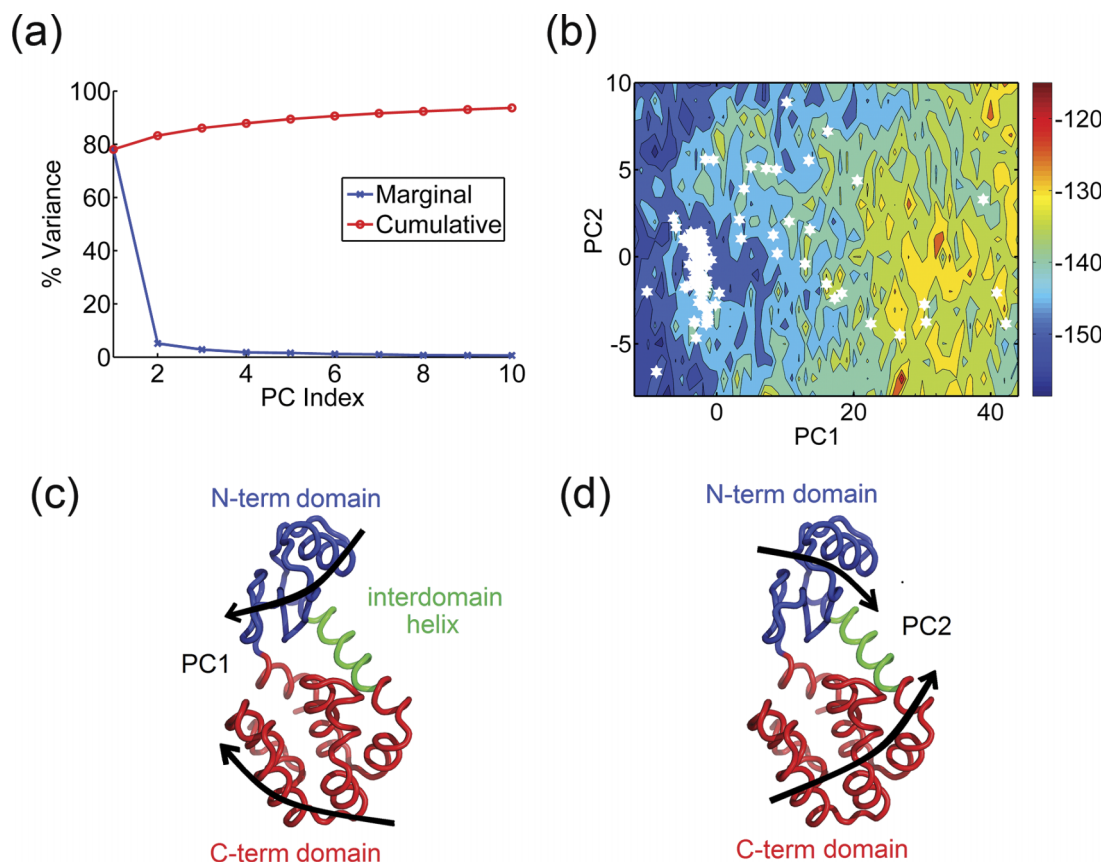 (a)
100
80
60
40
20
0
% Variance
2
4
6
8
10
PC Index
Marginal
Cumulative
(b)
10
5
0
-5
PC2
0
20
40
PC1
-120
-130
-140
-150
(c)
N-term domain
interdomain
helix
PC1
C-term domain
(d)
N-term domain
PC2
C-term domain